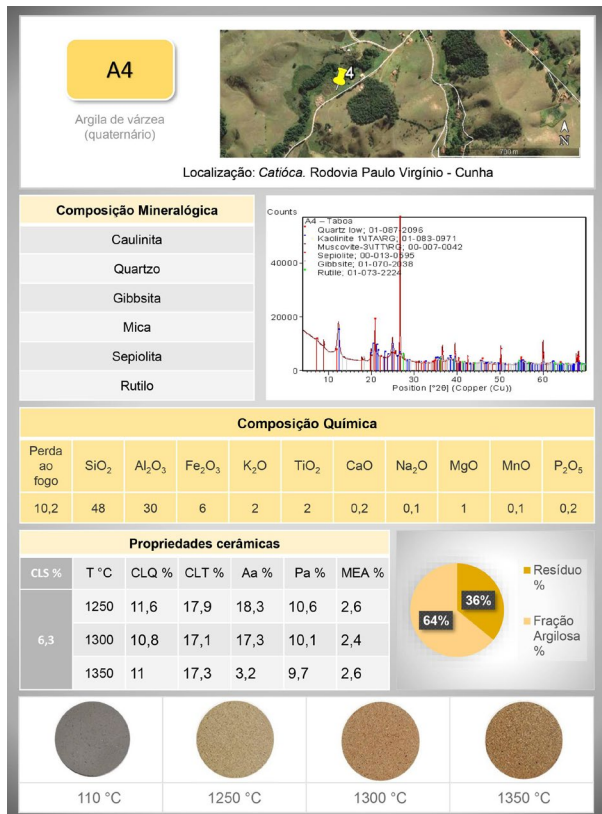 A4
Argila de várzea
(quaternário)
4
N
700 m
Localização: Catióca. Rodovia Paulo Virgínio - Cunha
Composição Mineralógica
Caulinita
Quartzo
Gibbsita
Mica
Sepiolita
Rutilo
Counts
A4 – Taboa
Quartz low; 01-087-2096
Kaolinite 1\ITA\RG; 01-083-0971
Muscovite-3\ITT\RG; 00-007-0042
Sepiolite; 00-013-0595
Gibbsite; 01-070-2038
Rutile; 01-073-2224
40000
20000
0
10 20 30 40 50 60
Position [°2θ] (Copper (Cu))
Composição Química
Perda ao fogo SiO₂ Al₂O₃ Fe₂O₃ K₂O TiO₂ CaO Na₂O MgO MnO P₂O₅
10,2 48 30 6 2 2 0,2 0,1 1 0,1 0,2
Propriedades cerâmicas
CLS % T °C CLQ % CLT % Aa % Pa % MEA %
1250 11,6 17,9 18,3 10,6 2,6
6,3 1300 10,8 17,1 17,3 10,1 2,4
1350 11 17,3 3,2 9,7 2,6
36%
64%
Resíduo
%
Fração
Argilosa
%
110 °C 1250 °C 1300 °C 1350 °C